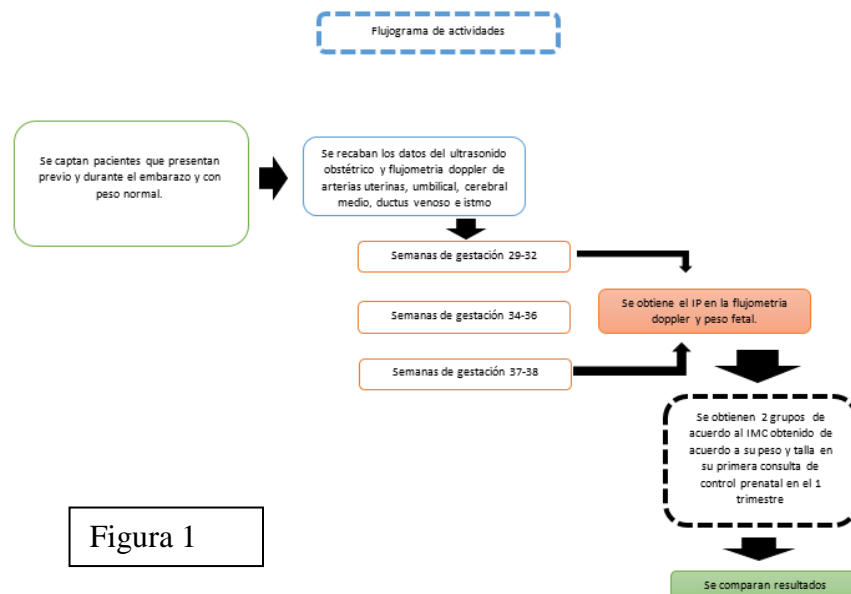 Flujograma de actividades
Se captan pacientes que presentan
previo y durante el embarazo y con
peso normal.
Se recaban los datos del ultrasonido
obstétrico y flujometria doppler de
arterias uterinas, umbilical, cerebral
medio, ductus venoso e istmo
Semanas de gestación 29-32
Semanas de gestación 34-36
Semanas de gestación 37-38
Se obtiene el IP en la flujometria
doppler y peso fetal.
Se obtienen 2 grupos de
acuerdo al IMC obtenido de
acuerdo a su peso y talla en
su primera consulta de
control prenatal en el 1
trimestre
Figura 1
Se comparan resultados